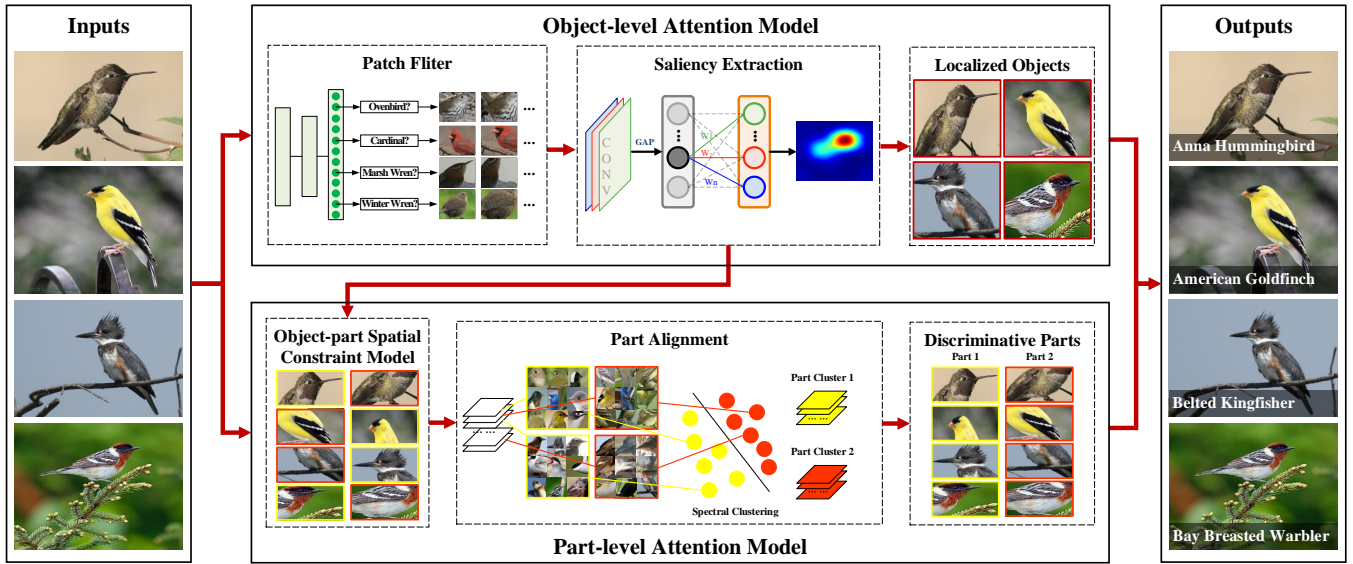 Inputs
Object-level Attention Model
Patch Fliter
Ovenbird?
...
Cardinal?
...
Marsh Wren?
...
Winter Wren?
...
Saliency Extraction
CONV
GAP
W1
W2
Wn
Localized Objects
Outputs
Anna Hummingbird
American Goldfinch
Belted Kingfisher
Bay Breasted Warbler
Object-part Spatial
Constraint Model
Part Alignment
... ...
Spectral Clustering
Part Cluster 1
... ...
Part Cluster 2
... ...
Discriminative Parts
Part 1 Part 2
Part-level Attention Model